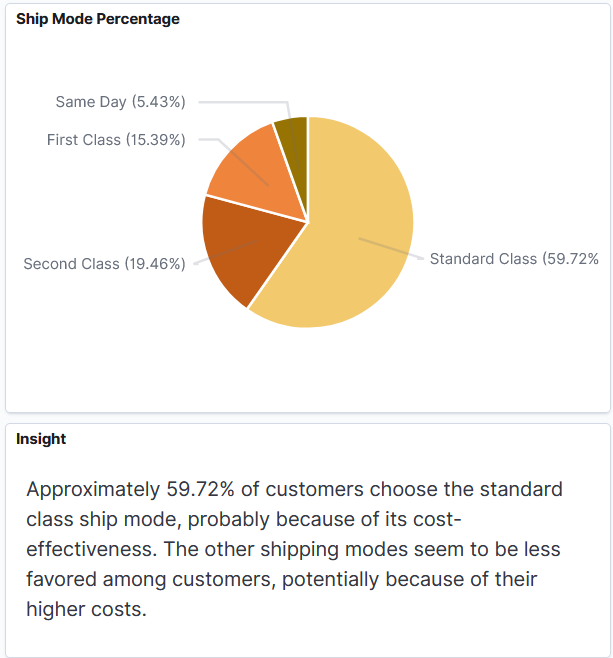 Ship Mode Percentage
Same Day (5.43%)
First Class (15.39%)
Second Class (19.46%)
Standard Class (59.72%
Insight
Approximately 59.72% of customers choose the standard
class ship mode, probably because of its cost-
effectiveness. The other shipping modes seem to be less
favored among customers, potentially because of their
higher costs.